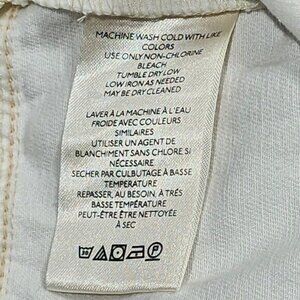 MACHINE WASH COLD WITH LIKE
COLORS
USE ONLY NON-CHLORINE
BLEACH
TUMBLE DRY LOW
LOW IRON AS NEEDED
MAY BE DRY CLEANED
LAVER À LA MACHINE À L'EAU
FROIDE AVEC COULEURS
SIMILAIRES
UTILISER UN AGENT DE
BLANCHIMENT SANS CHLORE SI
NÉCESSAIRE
SECHER PAR CULBUTAGE À BASSE
TEMPÉRATURE
REPASSER, AU BESOIN, À TRÈS
BASSE TEMPÉRATURE
PEUT-ÊTRE ÊTRE NETTOYÉE
À SEC
30 P